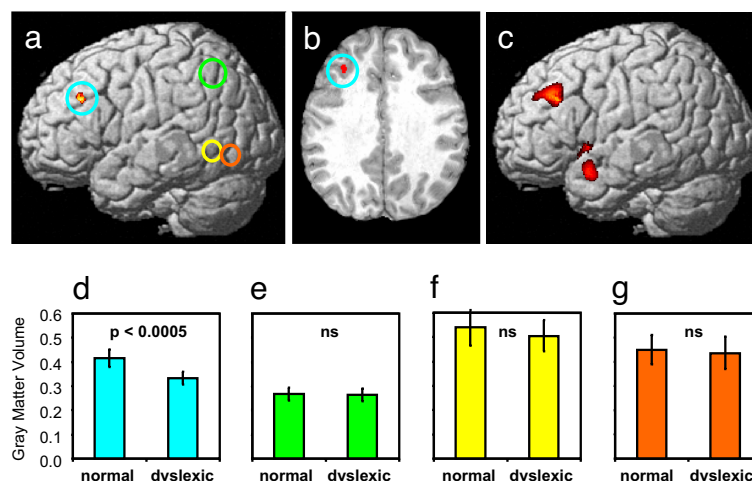 a b c
d e f g
Gray Matter Volume
0.6
0.5
0.4
0.3
0.2
0.1
0.0
p < 0.0005
ns
ns
ns
normal dyslexic
normal dyslexic
normal dyslexic
normal dyslexic